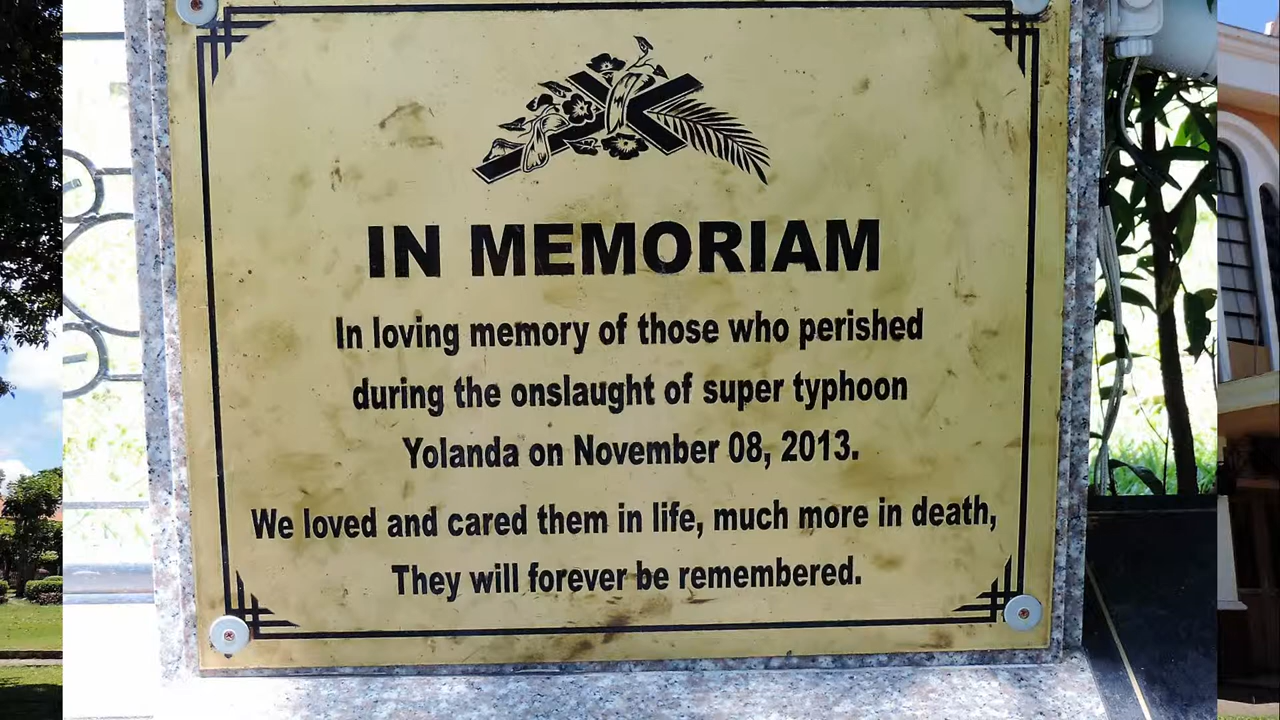 IN MEMORIAM
In loving memory of those who perished
during the onslaught of super typhoon
Yolanda on November 08, 2013.
We loved and cared them in life, much more in death,
They will forever be remembered.